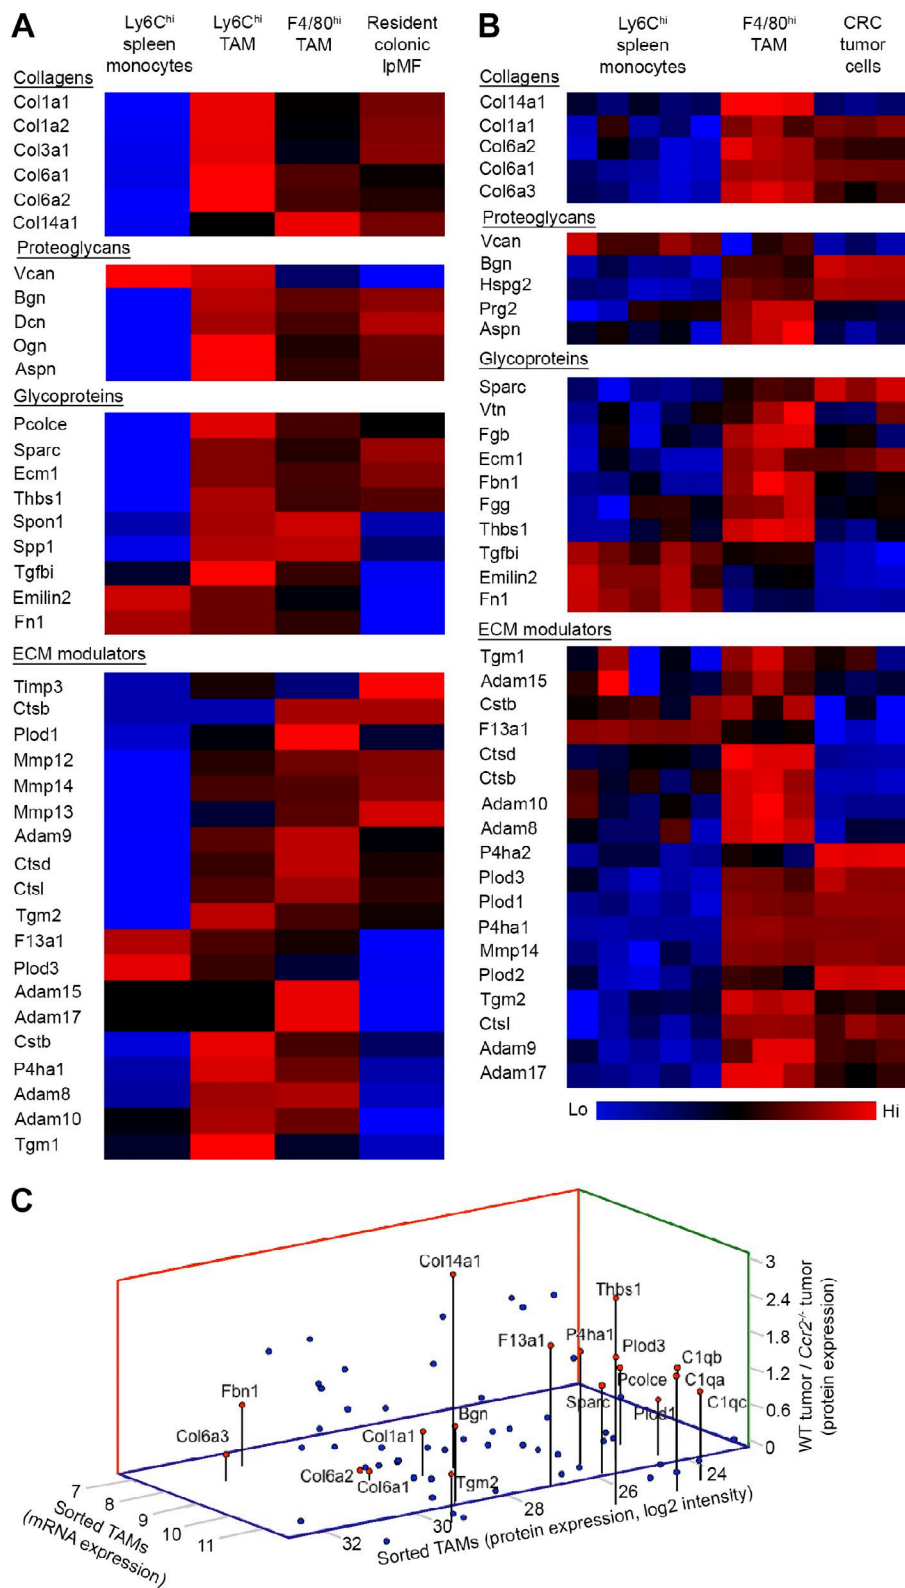 A
Ly6Chi spleen monocytes
Ly6Chi TAM
F4/80hi TAM
Resident colonic lpMF
Collagens
Col1a1
Col1a2
Col3a1
Col6a1
Col6a2
Col14a1
Proteoglycans
Vcan
Bgn
Dcn
Ogn
Aspn
Glycoproteins
Pcolce
Sparc
Ecm1
Thbs1
Spon1
Spp1
Tgfbi
Emilin2
Fn1
ECM modulators
Timp3
Ctsb
Plod1
Mmp12
Mmp14
Mmp13
Adam9
Ctsd
Ctsl
Tgm2
F13a1
Plod3
Adam15
Adam17
Cstb
P4ha1
Adam8
Adam10
Tgm1
B
Ly6Chi spleen monocytes
F4/80hi TAM
CRC tumor cells
Collagens
Col14a1
Col1a1
Col6a2
Col6a1
Col6a3
Proteoglycans
Vcan
Bgn
Hspg2
Prg2
Aspn
Glycoproteins
Sparc
Vtn
Fgb
Ecm1
Fbn1
Fgg
Thbs1
Tgfbi
Emilin2
Fn1
ECM modulators
Tgm1
Adam15
Cstb
F13a1
Ctsd
Ctsb
Adam10
Adam8
P4ha2
Plod3
Plod1
P4ha1
Mmp14
Plod2
Tgm2
Ctsl
Adam9
Adam17
Lo
Hi
C
Col14a1
Thbs1
F13a1
P4ha1
Plod3
C1qb
Pcolce
C1qa
Fbn1
Sparc
Plod1
C1qc
Bgn
Col6a3
Col1a1
Col6a2
Col6a1
Tgm2
3
2.4
1.8
1.2
0.6
0
WT tumor / Ccr2-/- tumor
(protein expression)
7
8
9
10
11
Sorted TAMs
(mRNA expression)
32
30
28
26
24
Sorted TAMs (protein expression, log2 intensity)